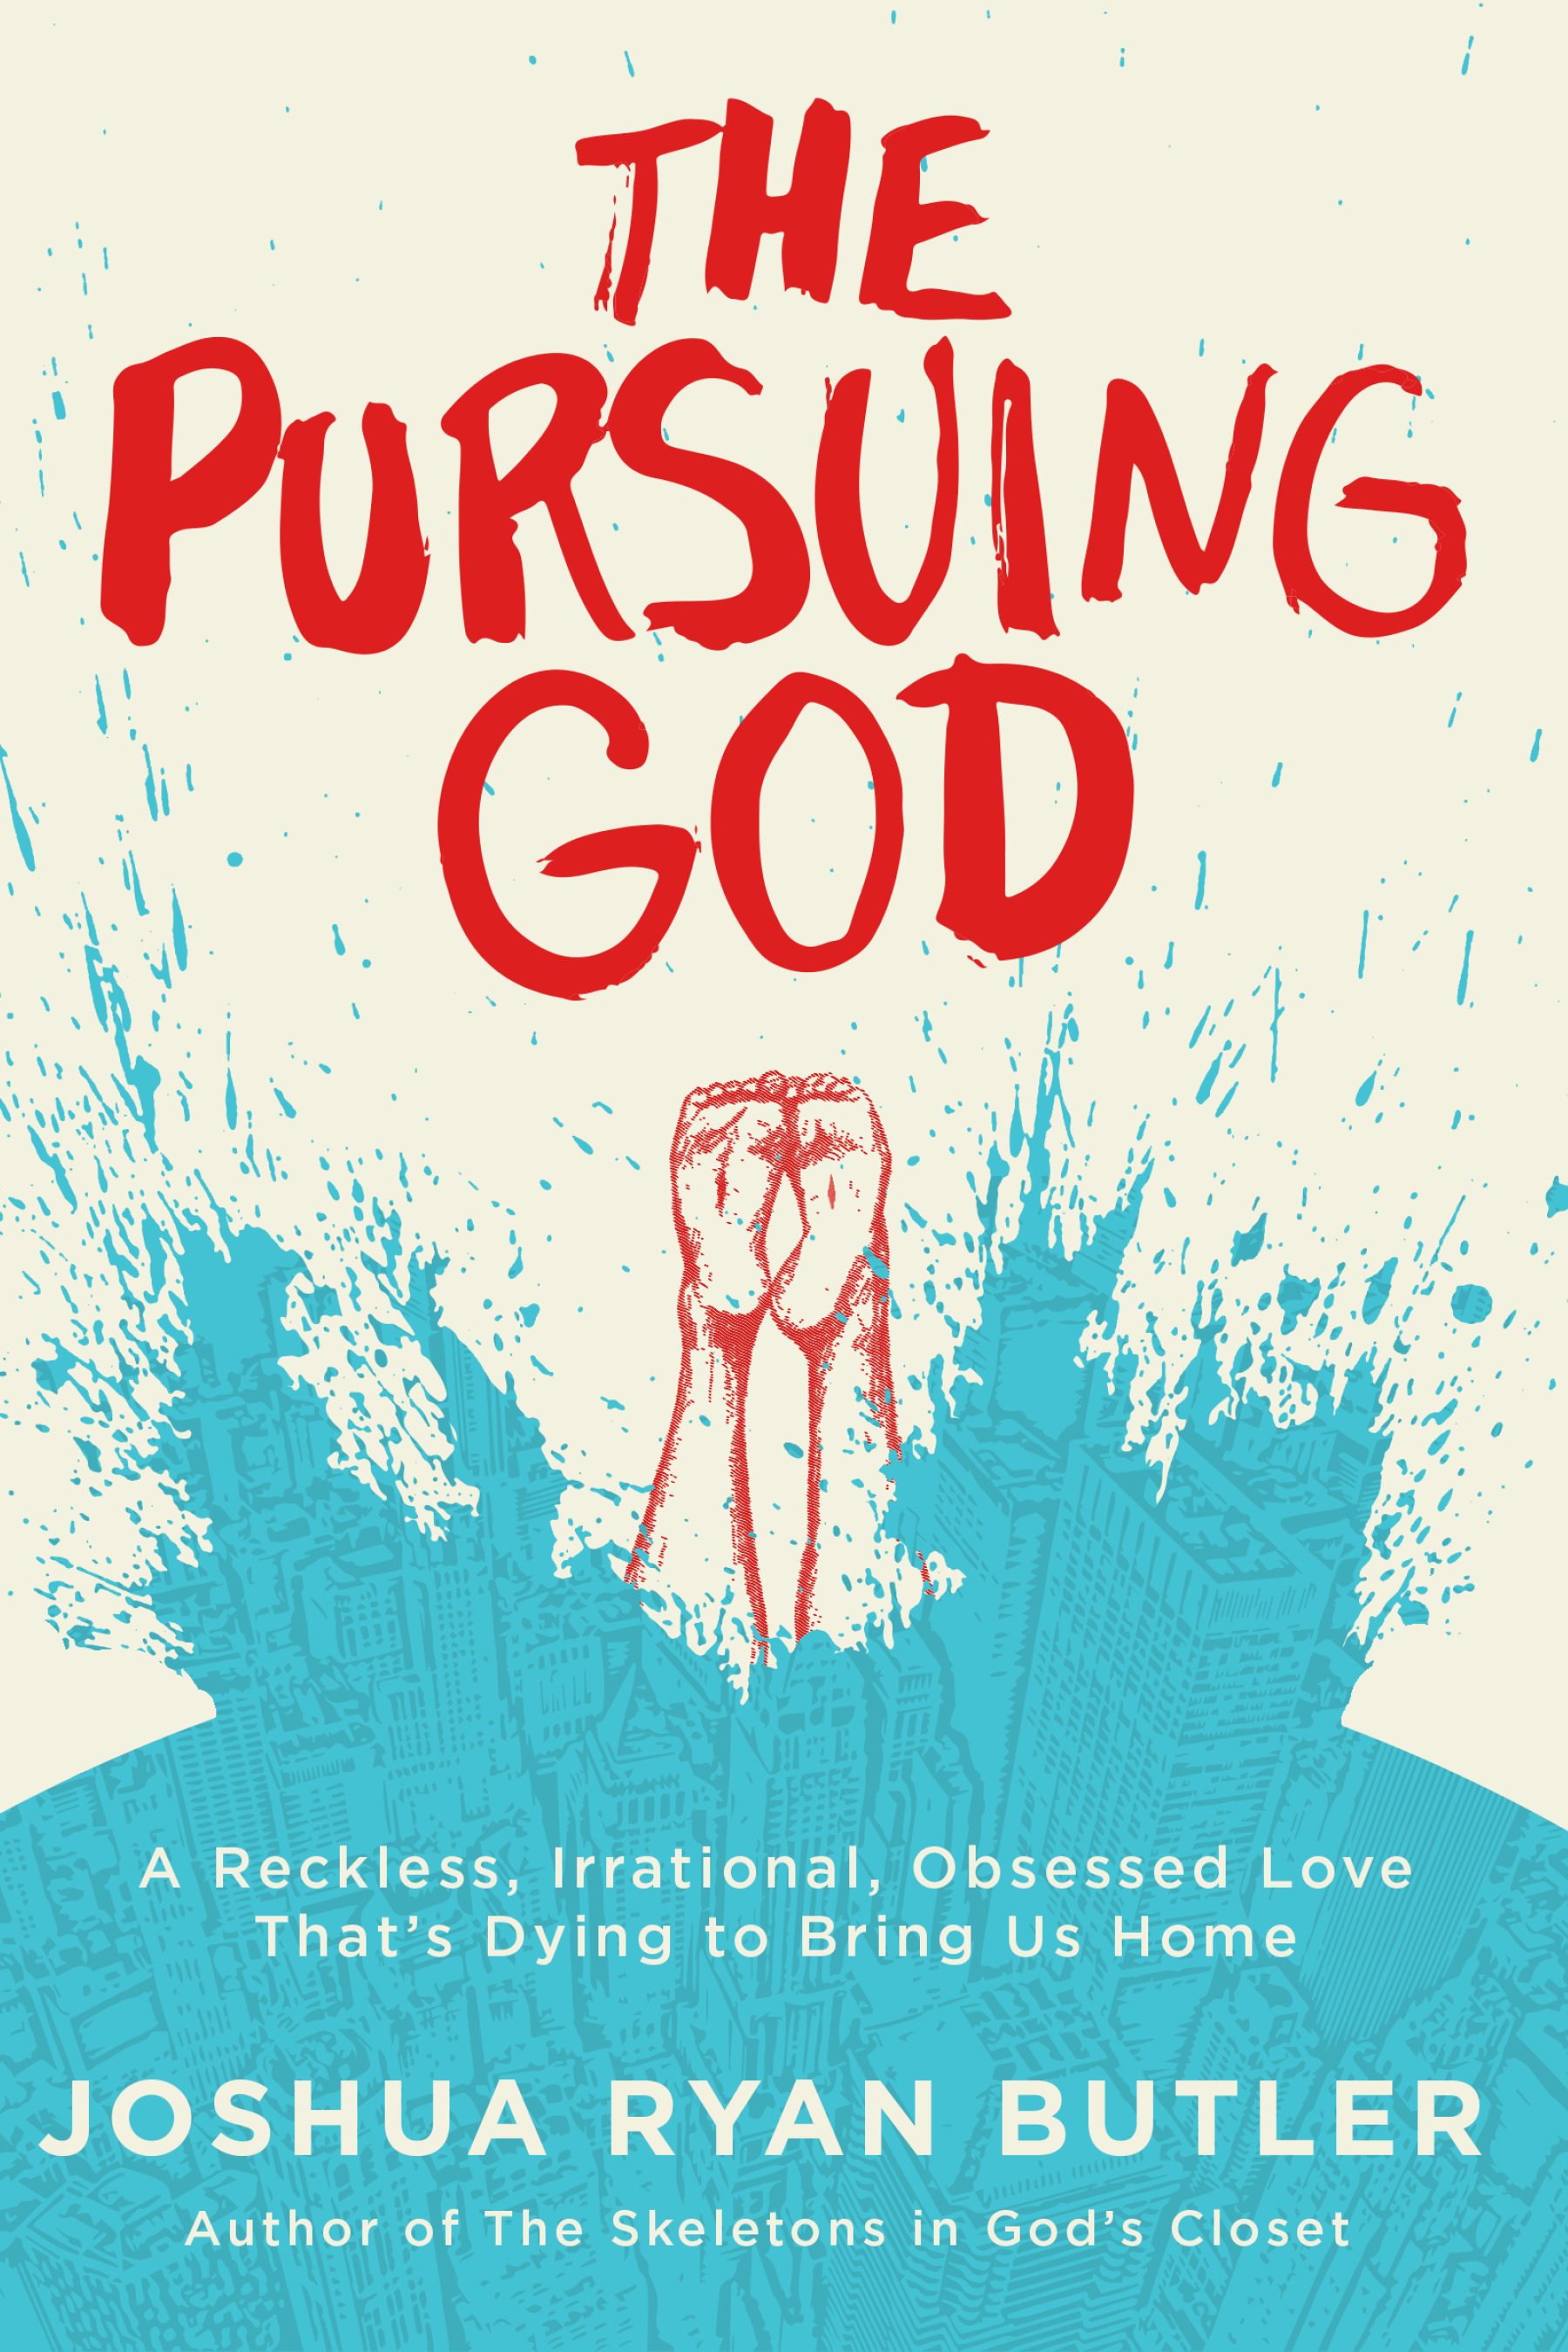 THE
PURSUING
GOD
A Reckless, Irrational, Obsessed Love
That’s Dying to Bring Us Home
JOSHUA RYAN BUTLER
Author of The Skeletons in God’s Closet